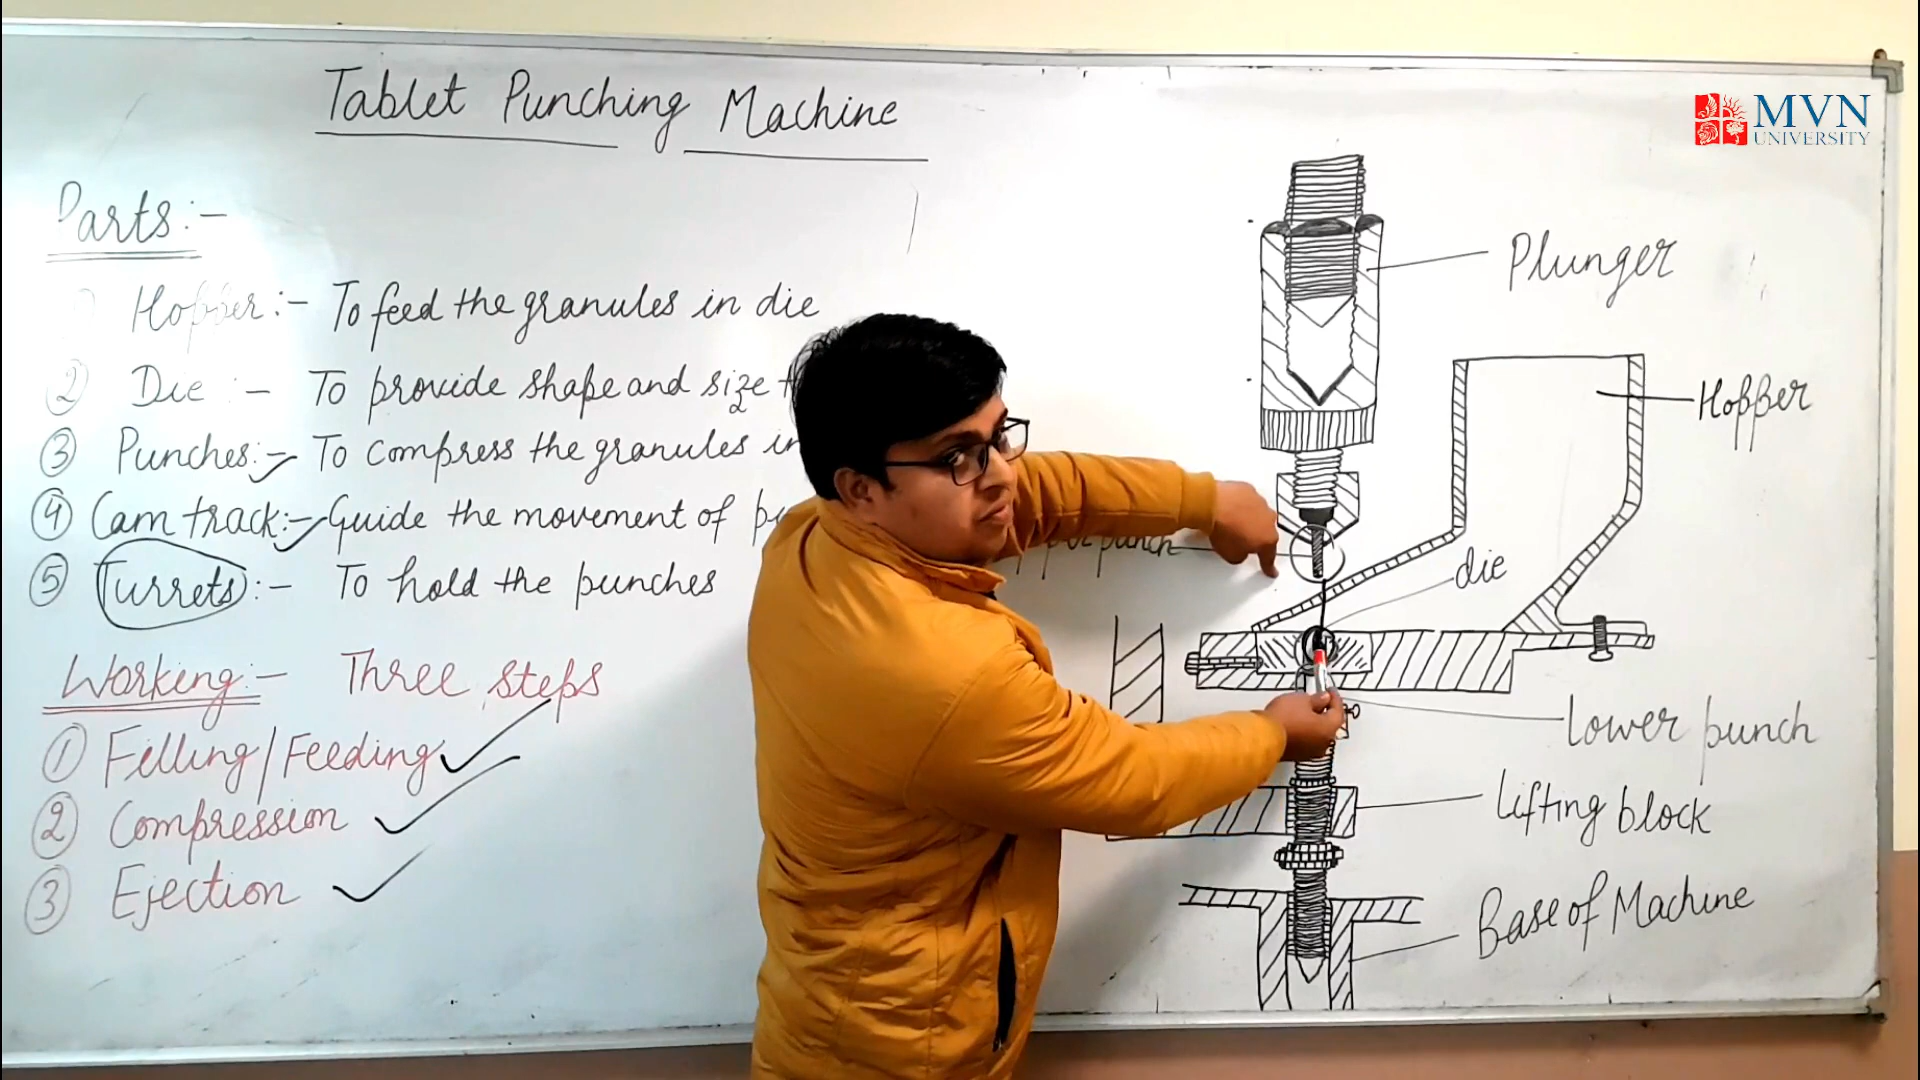 Tablet Punching Machine
MVN
UNIVERSITY
Parts:-
Hopper:- To feed the granules in die
② Die :- To provide shape and size
③ Punches:- To compress the granules in
④ Cam track:- Guide the movement of
⑤ Turrets:- To hold the punches
Working:- Three steps
① Filling/Feeding
② Compression
③ Ejection
Plunger
Hopper
punch
die
Lower punch
Lifting block
Base of Machine